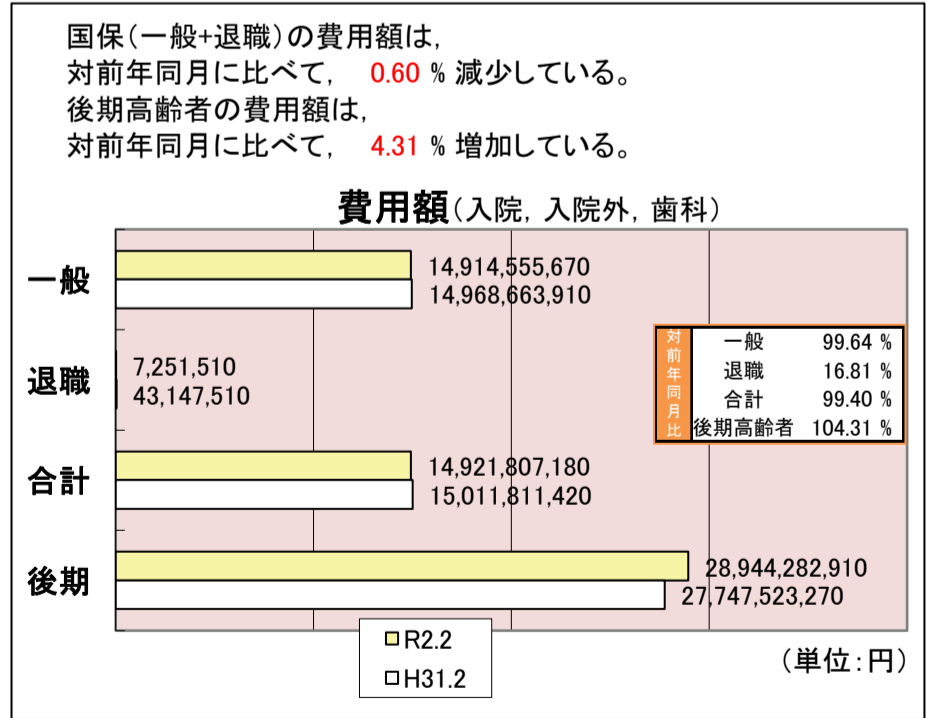 国保（一般+退職）の費用額は，
対前年同月に比べて， 0.60 % 減少している。
後期高齢者の費用額は，
対前年同月に比べて， 4.31 % 増加している。
費用額（入院，入院外，歯科）
一般
14,914,555,670
14,968,663,910
退職
7,251,510
43,147,510
合計
14,921,807,180
15,011,811,420
後期
28,944,282,910
27,747,523,270
対前年同月比
一般 99.64 %
退職 16.81 %
合計 99.40 %
後期高齢者 104.31 %
R2.2
H31.2
（単位：円）